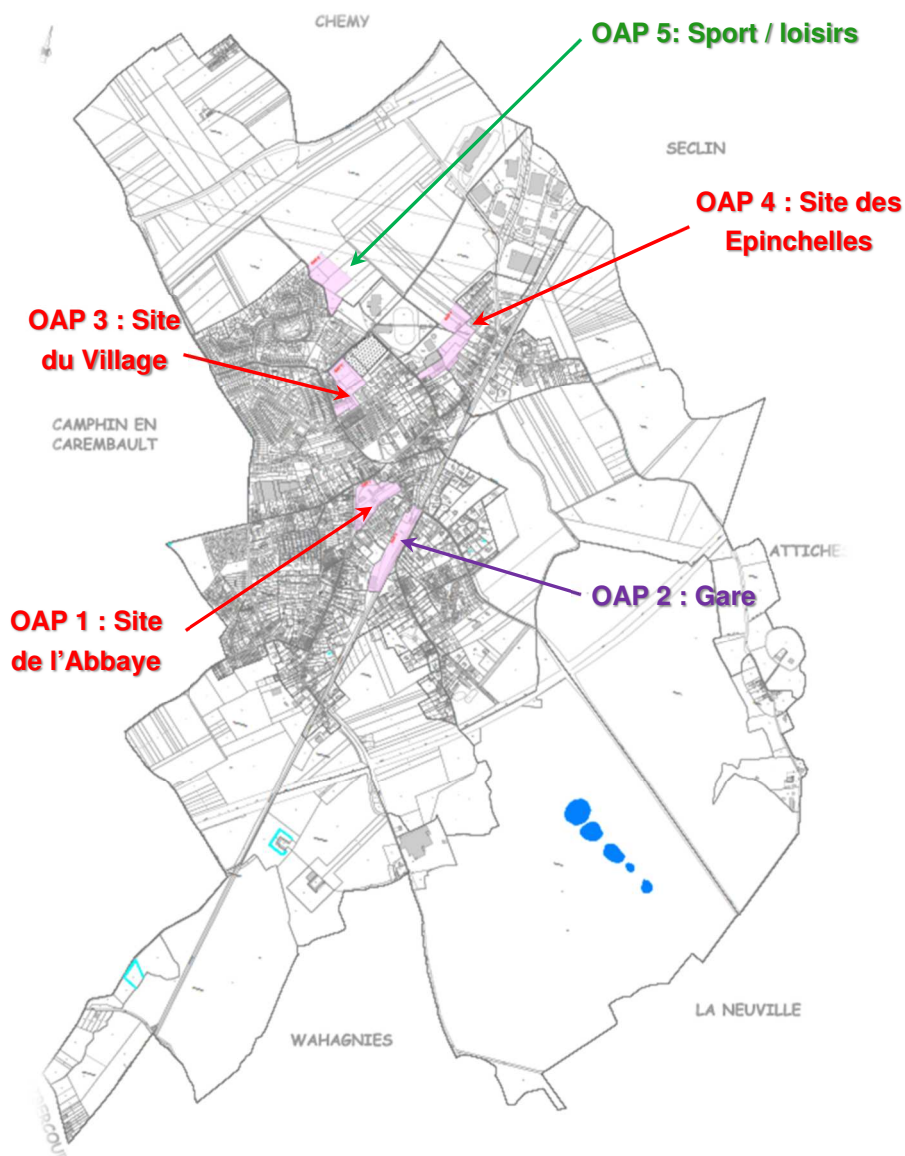 CHEMY
OAP 5: Sport / loisirs
SECLIN
OAP 4 : Site des
Epinchelles
OAP 3 : Site
du Village
CAMPHIN EN
CAREMBAULT
ATTICHE
OAP 2 : Gare
OAP 1 : Site
de l'Abbaye
LA NEUVILLE
WAHAGNIES